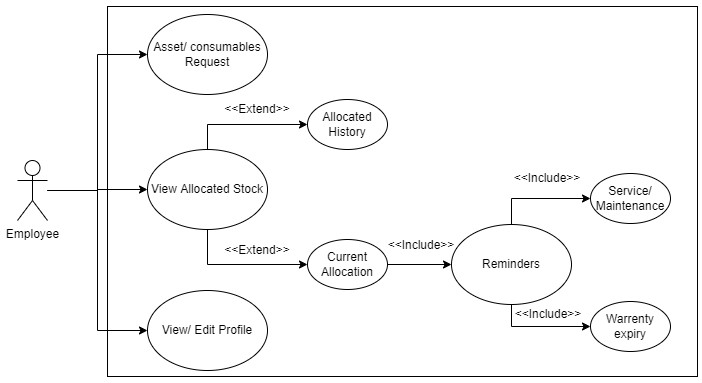 Asset/ consumables
Request
<<Extend>>
Allocated
History
View Allocated Stock
Employee
<<Extend>>
Current
Allocation
<<Include>>
Reminders
<<Include>>
Service/
Maintenance
<<Include>>
Warrenty
expiry
View/ Edit Profile